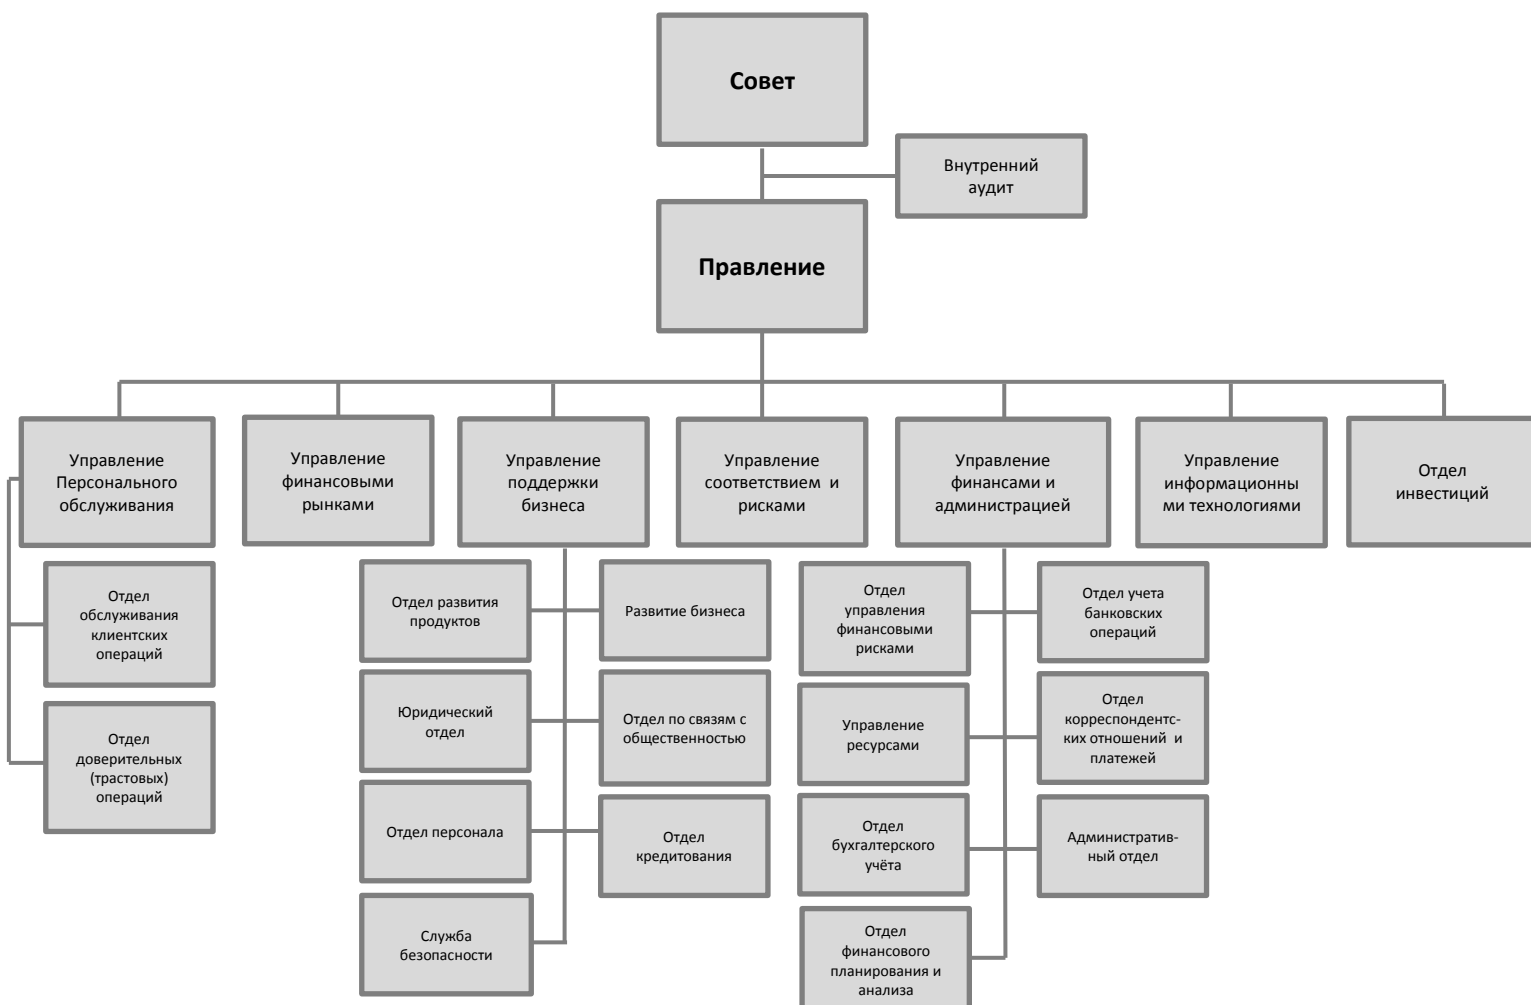 Совет
Внутренний
аудит
Правление
Управление
Персонального
обслуживания
Управление
финансовыми
рынками
Управление
поддержки
бизнеса
Управление
соответствием и
рисками
Управление
финансами и
администрацией
Управление
информационны
ми технологиями
Отдел
инвестиций
Отдел
обслуживания
клиентских
операций
Отдел
доверительных
(трастовых)
операций
Отдел развития
продуктов
Развитие бизнеса
Юридический
отдел
Отдел по связям с
общественностью
Отдел персонала
Отдел
кредитования
Служба
безопасности
Отдел
управления
финансовыми
рисками
Отдел учета
банковских
операций
Управление
ресурсами
Отдел
корреспондентс-
ких отношений и
платежей
Отдел
бухгалтерского
учёта
Административ-
ный отдел
Отдел
финансового
планирования и
анализа